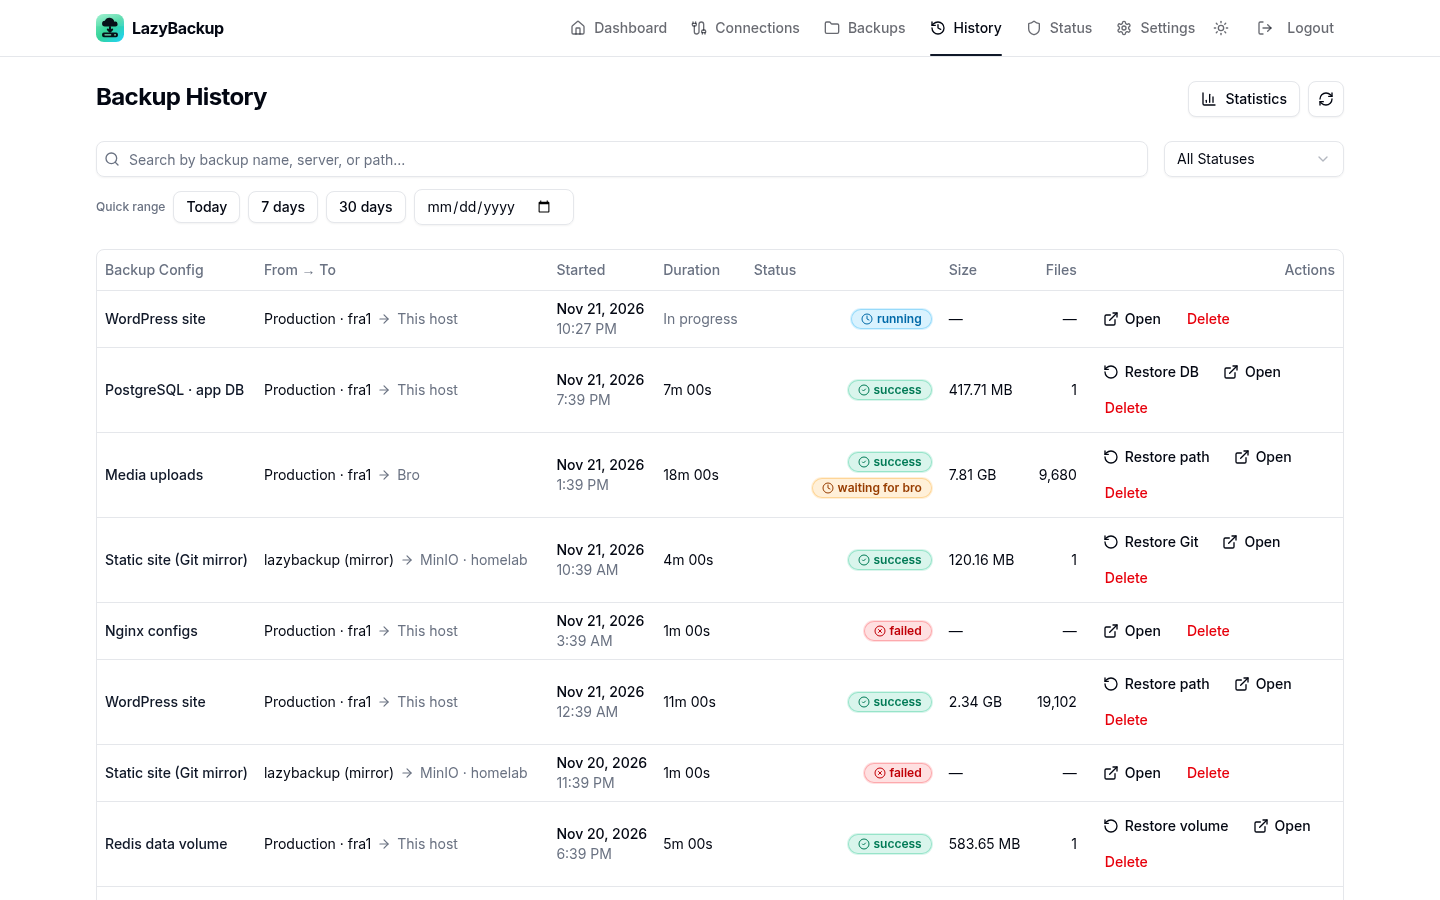 LazyBackup
Dashboard
Connections
Backups
History
Status
Settings
Logout
Backup History
Statistics
Search by backup name, server, or path...
All Statuses
Quick range
Today
7 days
30 days
mm/dd/yyyy
Backup Config From → To Started Duration Status Size Files Actions
WordPress site Production · fra1 → This host Nov 21, 2026 10:27 PM In progress running — — Open Delete
PostgreSQL · app DB Production · fra1 → This host Nov 21, 2026 7:39 PM 7m 00s success 417.71 MB 1 Restore DB Open
Delete
Media uploads Production · fra1 → Bro Nov 21, 2026 1:39 PM 18m 00s success waiting for bro 7.81 GB 9,680 Restore path Open
Delete
Static site (Git mirror) lazybackup (mirror) → MinIO · homelab Nov 21, 2026 10:39 AM 4m 00s success 120.16 MB 1 Restore Git Open
Delete
Nginx configs Production · fra1 → This host Nov 21, 2026 3:39 AM 1m 00s failed — — Open Delete
WordPress site Production · fra1 → This host Nov 21, 2026 12:39 AM 11m 00s success 2.34 GB 19,102 Restore path Open
Delete
Static site (Git mirror) lazybackup (mirror) → MinIO · homelab Nov 20, 2026 11:39 PM 1m 00s failed — — Open Delete
Redis data volume Production · fra1 → This host Nov 20, 2026 6:39 PM 5m 00s success 583.65 MB 1 Restore volume Open
Delete